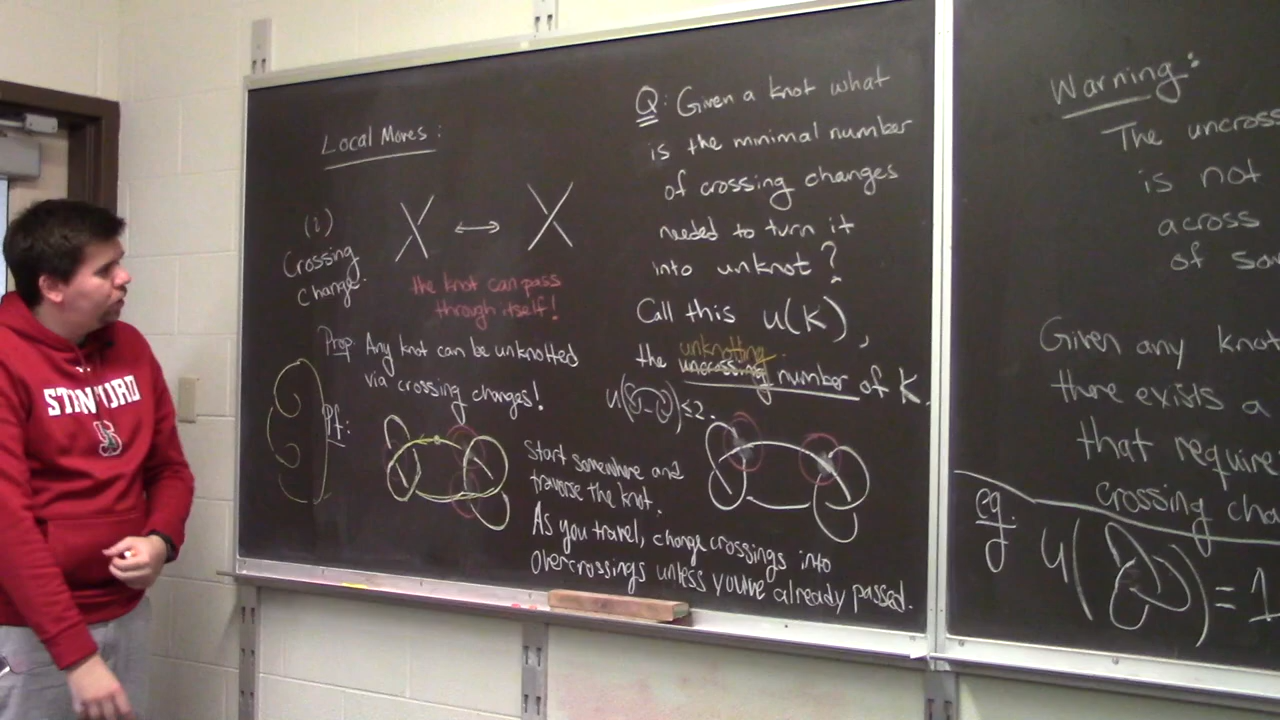 Local Moves:
(i)
Crossing
change.
the knot can pass
through itself!
Prop: Any knot can be unknotted
via crossing changes!
Pf:
Start somewhere and
traverse the knot.
As you travel, change crossings into
overcrossings unless you've already passed.
Q: Given a knot what
is the minimal number
of crossing changes
needed to turn it
into unknot?
Call this u(K),
unknotting
the uncrossing number of K.
u( ) ≤ 2.
Warning:
The uncross
is not
across
of so
Given any knot
there exists a
that require
crossing cha
eg.
u( ) = 1
STANFORD
S